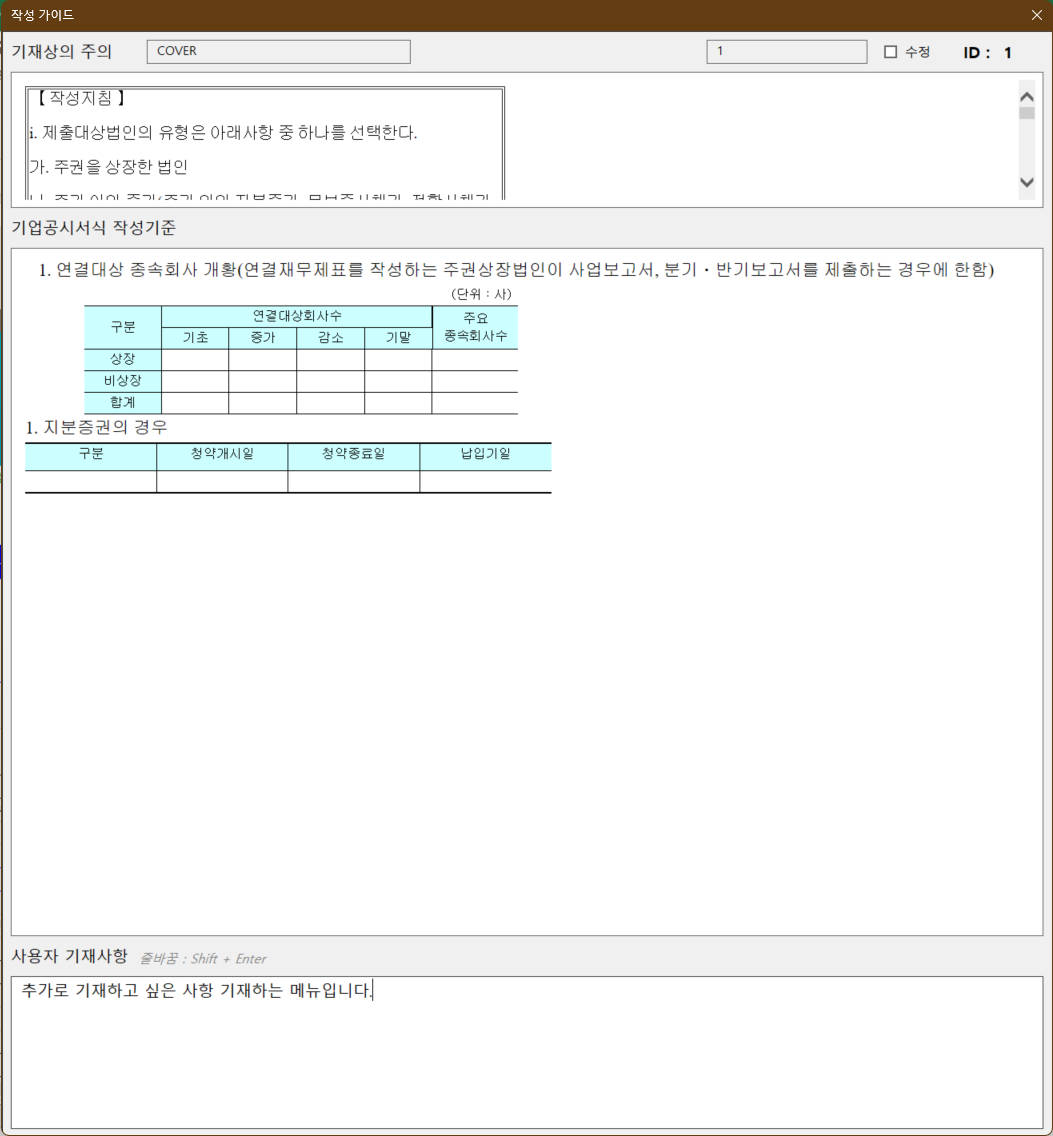 작성 가이드
기재상의 주의 COVER 1 수정 ID : 1
【 작성지침 】
i. 제출대상법인의 유형은 아래사항 중 하나를 선택한다.
가. 주권을 상장한 법인
기업공시서식 작성기준
1. 연결대상 종속회사 개황(연결재무제표를 작성하는 주권상장법인이 사업보고서, 분기ㆍ반기보고서를 제출하는 경우에 한함)
(단위 : 사)
구분 연결대상회사수 주요
종속회사수
기초 증가 감소 기말
상장
비상장
합계
1. 지분증권의 경우
구분 청약개시일 청약종료일 납입기일
사용자 기재사항 줄바꿈 : Shift + Enter
추가로 기재하고 싶은 사항 기재하는 메뉴입니다.